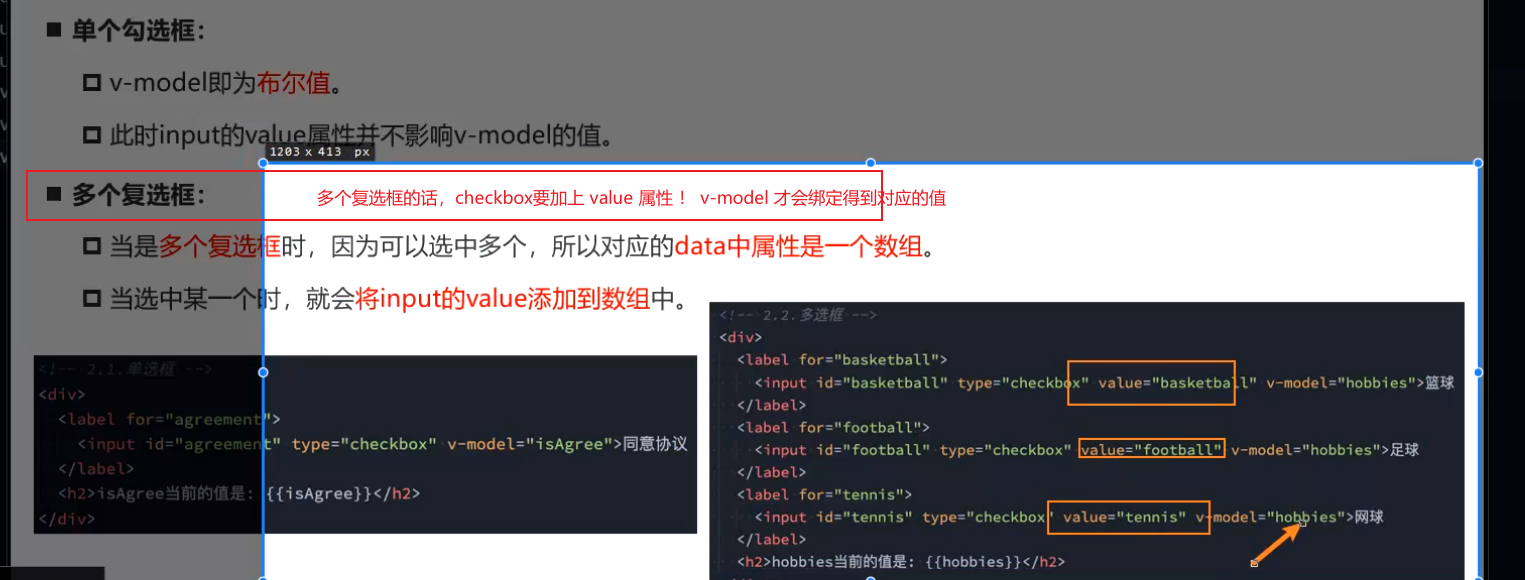 ■ 单个勾选框：
v-model即为布尔值。
此时input的value属性并不影响v-model的值。
1203 x 413 px
■ 多个复选框：
多个复选框的话，checkbox要加上 value 属性！ v-model 才会绑定得到对应的值
当是多个复选框时，因为可以选中多个，所以对应的data中属性是一个数组。
当选中某一个时，就会将input的value添加到数组中。
<!-- 2.1.单选框 -->
<div>
<label for="agreement">
<input id="agreement" type="checkbox" v-model="isAgree">同意协议
</label>
<h2>isAgree当前的值是: {{isAgree}}</h2>
</div>
<!-- 2.2.多选框 -->
<div>
<label for="basketball">
<input id="basketball" type="checkbox" value="basketball" v-model="hobbies">篮球
</label>
<label for="football">
<input id="football" type="checkbox" value="football" v-model="hobbies">足球
</label>
<label for="tennis">
<input id="tennis" type="checkbox" value="tennis" v-model="hobbies">网球
</label>
<h2>hobbies当前的值是: {{hobbies}}</h2>